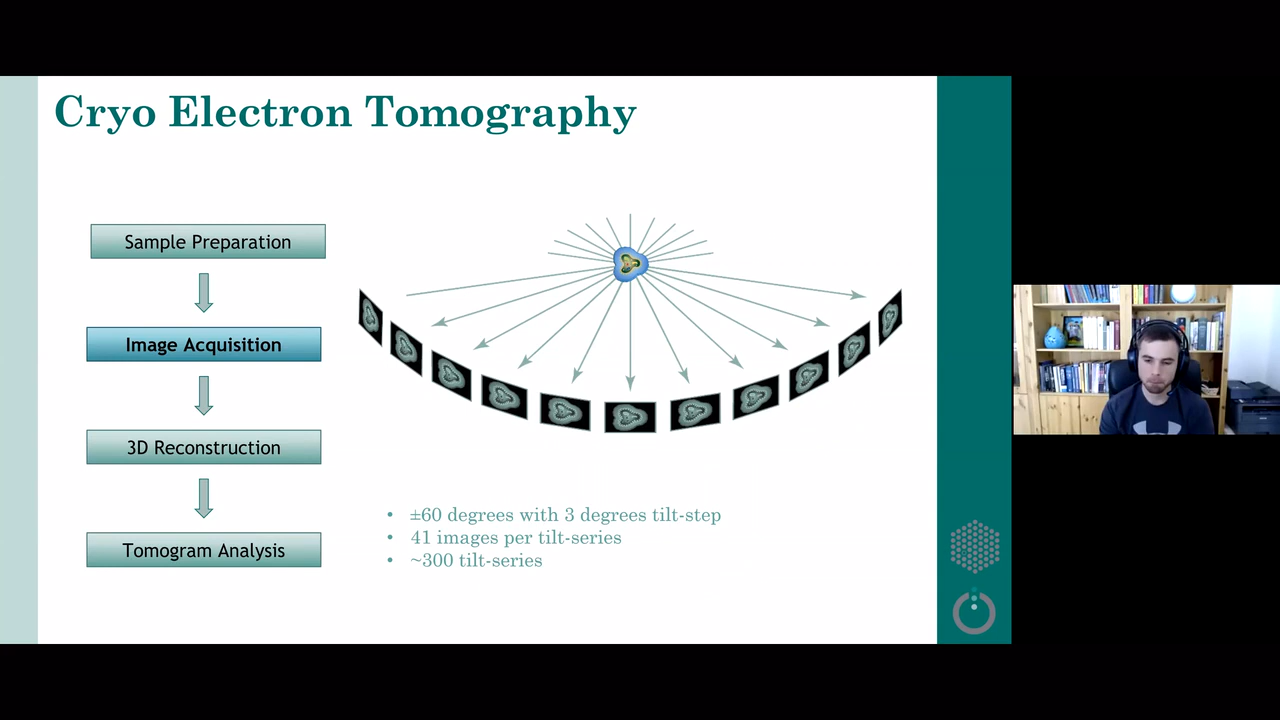 Cryo Electron Tomography
Sample Preparation
Image Acquisition
3D Reconstruction
Tomogram Analysis
• ±60 degrees with 3 degrees tilt-step
• 41 images per tilt-series
• ~300 tilt-series